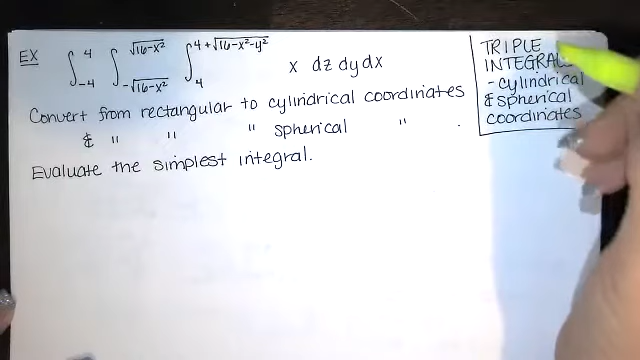 EX ∫_{-4}^{4} ∫_{-√(16-x²)}^{√(16-x²)} ∫_{4}^{4+√(16-x²-y²)} x dz dy dx
Convert from rectangular to cylindrical coordinates
& " " " spherical " .
Evaluate the simplest integral.
TRIPLE
INTEGRALS
- cylindrical
& spherical
coordinates